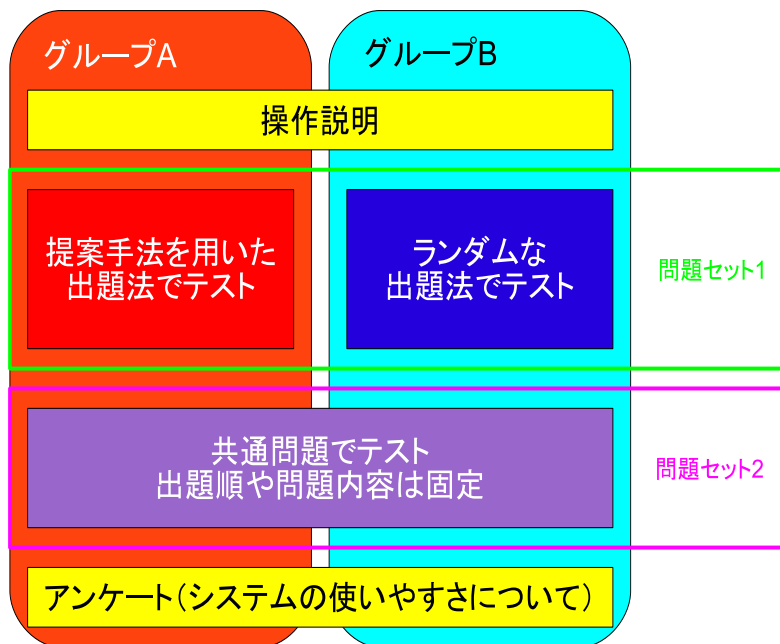 グループA
グループB
操作説明
提案手法を用いた
出題法でテスト
ランダムな
出題法でテスト
問題セット1
共通問題でテスト
出題順や問題内容は固定
問題セット2
アンケート(システムの使いやすさについて)